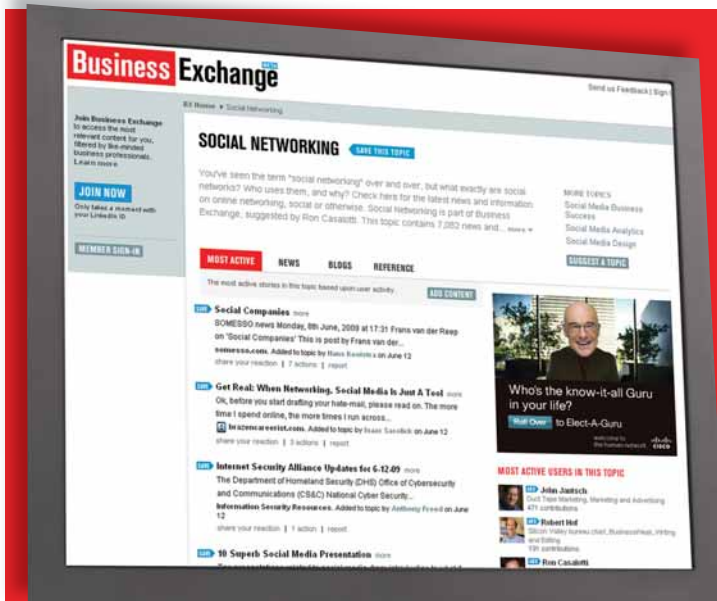 Business Exchange BETA
Send us Feedback | Sign
BX Home ▸ Social Networking
Join Business Exchange
to access the most
relevant content for you,
filtered by like-minded
business professionals.
Learn more
JOIN NOW
Only takes a moment with
your LinkedIn ID
MEMBER SIGN-IN
SOCIAL NETWORKING
SAVE THIS TOPIC
You've seen the term "social networking" over and over, but what exactly are social
networks? Who uses them, and why? Check here for the latest news and information
on online networking, social or otherwise. Social Networking is part of Business
Exchange, suggested by Ron Casalotti. This topic contains 7,082 news and... more
MORE TOPICS
Social Media Business
Success
Social Media Analytics
Social Media Design
SUGGEST A TOPIC
MOST ACTIVE
NEWS
BLOGS
REFERENCE
The most active stories in this topic based upon user activity.
ADD CONTENT
SAVE Social Companies more
SOMESSO news Monday, 8th June, 2009 at 17:31 Frans van der Reep
on 'Social Companies' This is post by Frans van der...
somesso.com. Added to topic by on June 12
share your reaction | 7 actions | report
SAVE Get Real: When Networking, Social Media Is Just A Tool more
Ok, before you start drafting your hate-mail, please read on. The more
time I spend online, the more times I run across...
brazencareerist.com. Added to topic by Isaac on June 12
share your reaction | 3 actions | report
SAVE Internet Security Alliance Updates for 6-12-09 more
The Department of Homeland Security (DHS) Office of Cybersecurity
and Communications (CS&C) National Cyber Security...
Information Security Resources. Added to topic by Anthony Freed on June
12
share your reaction | 1 action | report
SAVE 10 Superb Social Media Presentation more
Who's the know-it-all Guru
in your life?
Roll Over to Elect-A-Guru
welcome to
the human network.
CISCO
MOST ACTIVE USERS IN THIS TOPIC
John Jantsch
Duct Tape Marketing, Marketing and Advertising
471 contributions
Robert Hof
Silicon Valley bureau chief, BusinessWeek, Writing
and Editing
191 contributions
Ron Casalotti